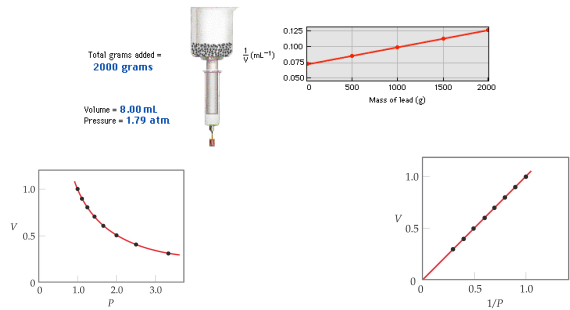 Total grams added =
2000 grams
Volume = 8.00 mL
Pressure = 1.79 atm
1/V (mL⁻¹)
0.125
0.100
0.075
0.050
0 500 1000 1500 2000
Mass of lead (g)
1.0
V
0.5
0
0 1.0 2.0 3.0
P
1.0
V
0.5
0
0 0.5 1.0
1/P